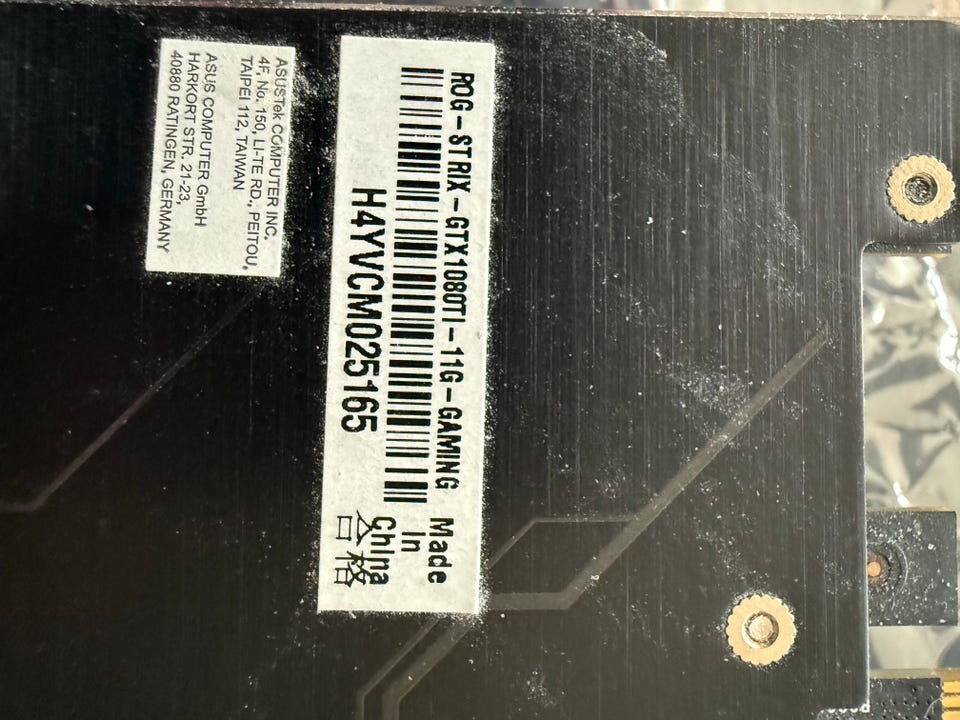 ROG-STRIX-GTX1080TI-11G-GAMING
H4YVCM025165
Made
In
China
合格
ASUSTek COMPUTER INC.
4F, No. 150, LI-TE RD., PEITOU,
TAIPEI 112, TAIWAN
ASUS COMPUTER GmbH
HARKORT STR. 21-23,
40880 RATINGEN, GERMANY